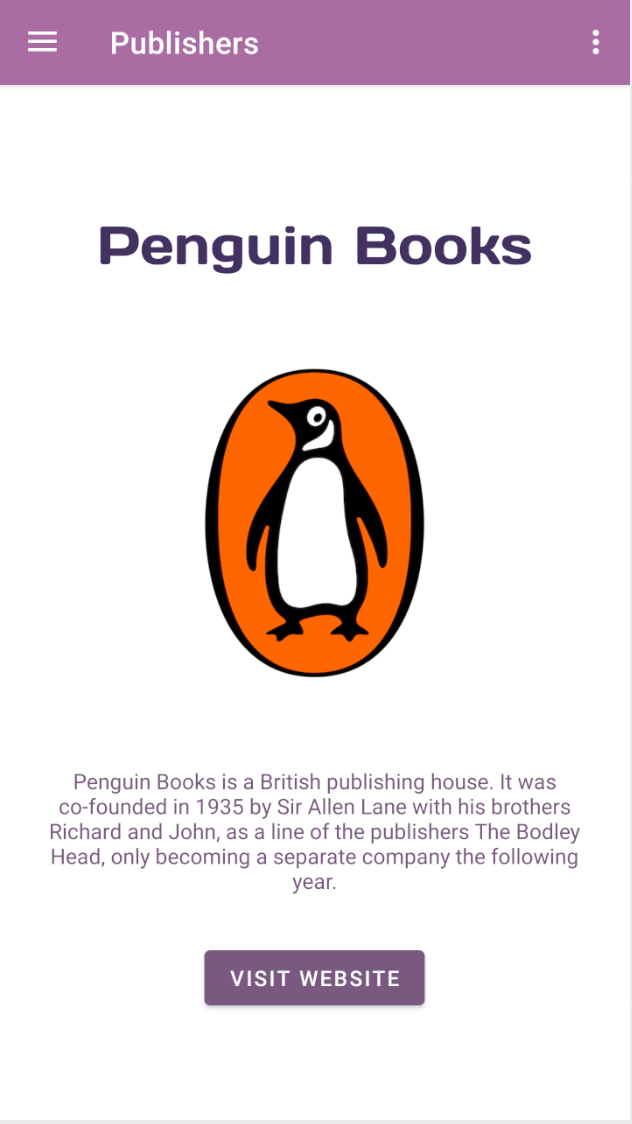 Publishers
Penguin Books
Penguin Books is a British publishing house. It was
co-founded in 1935 by Sir Allen Lane with his brothers
Richard and John, as a line of the publishers The Bodley
Head, only becoming a separate company the following
year.
VISIT WEBSITE